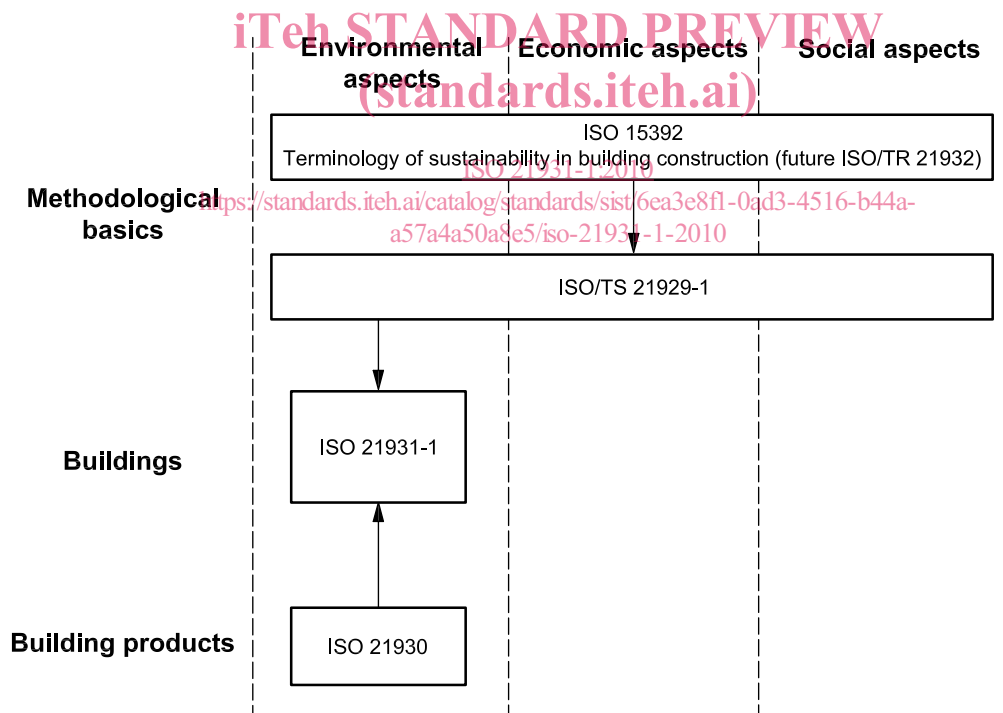 iTeh STANDARD PREVIEW
Environmental aspects
Economic aspects
Social aspects
(standards.iteh.ai)
ISO 15392
Terminology of sustainability in building construction (future ISO/TR 21932)
ISO 21931-1:2010
Methodological basics
https://standards.iteh.ai/catalog/standards/sist/6ea3e8f1-0ad3-4516-b44a-
a57a4a50a8e5/iso-21931-1-2010
ISO/TS 21929-1
Buildings
ISO 21931-1
Building products
ISO 21930